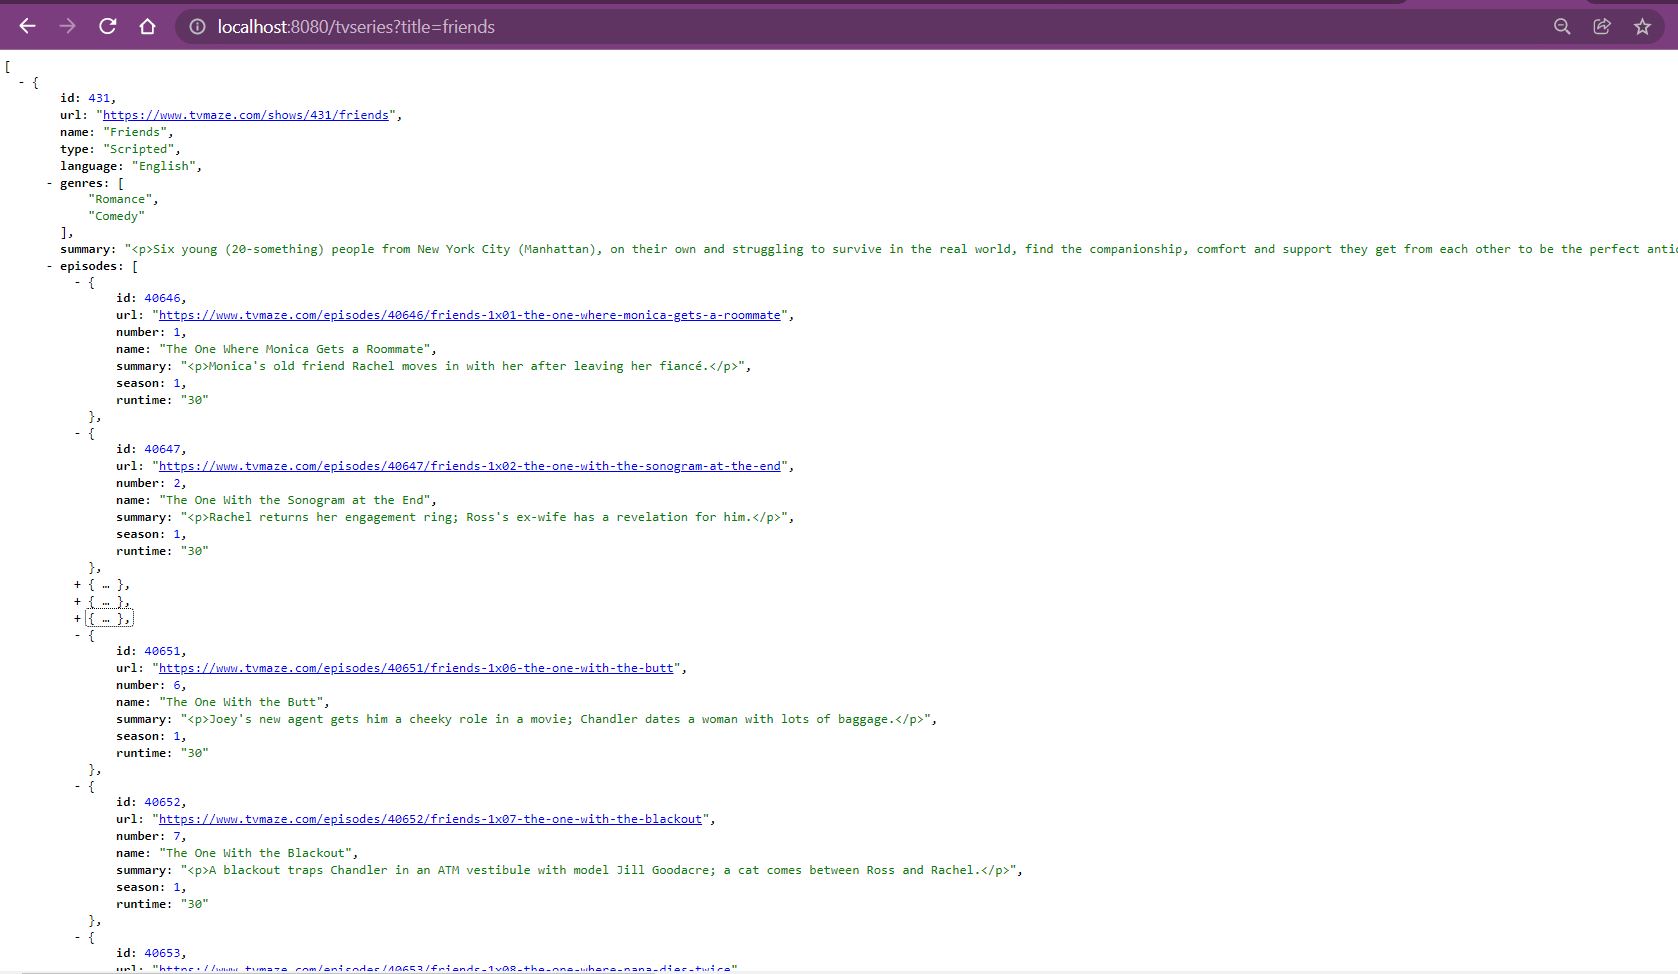 localhost:8080/tvseries?title=friends
[
- {
id: 431,
url: "https://www.tvmaze.com/shows/431/friends",
name: "Friends",
type: "Scripted",
language: "English",
- genres: [
"Romance",
"Comedy"
],
summary: "<p>Six young (20-something) people from New York City (Manhattan), on their own and struggling to survive in the real world, find the companionship, comfort and support they get from each other to be the perfect
- episodes: [
- {
id: 40646,
url: "https://www.tvmaze.com/episodes/40646/friends-1x01-the-one-where-monica-gets-a-roommate",
number: 1,
name: "The One Where Monica Gets a Roommate",
summary: "<p>Monica's old friend Rachel moves in with her after leaving her fiancé.</p>",
season: 1,
runtime: "30"
},
- {
id: 40647,
url: "https://www.tvmaze.com/episodes/40647/friends-1x02-the-one-with-the-sonogram-at-the-end",
number: 2,
name: "The One With the Sonogram at the End",
summary: "<p>Rachel returns her engagement ring; Ross's ex-wife has a revelation for him.</p>",
season: 1,
runtime: "30"
},
+ { … },
+ { … },
+ { … },
- {
id: 40651,
url: "https://www.tvmaze.com/episodes/40651/friends-1x06-the-one-with-the-butt",
number: 6,
name: "The One With the Butt",
summary: "<p>Joey's new agent gets him a cheeky role in a movie; Chandler dates a woman with lots of baggage.</p>",
season: 1,
runtime: "30"
},
- {
id: 40652,
url: "https://www.tvmaze.com/episodes/40652/friends-1x07-the-one-with-the-blackout",
number: 7,
name: "The One With the Blackout",
summary: "<p>A blackout traps Chandler in an ATM vestibule with model Jill Goodacre; a cat comes between Ross and Rachel.</p>",
season: 1,
runtime: "30"
},
- {
id: 40653,
url: "https://www.tvmaze.com/episodes/40653/friends-1x08-the-one-where-nana-dies-twice"